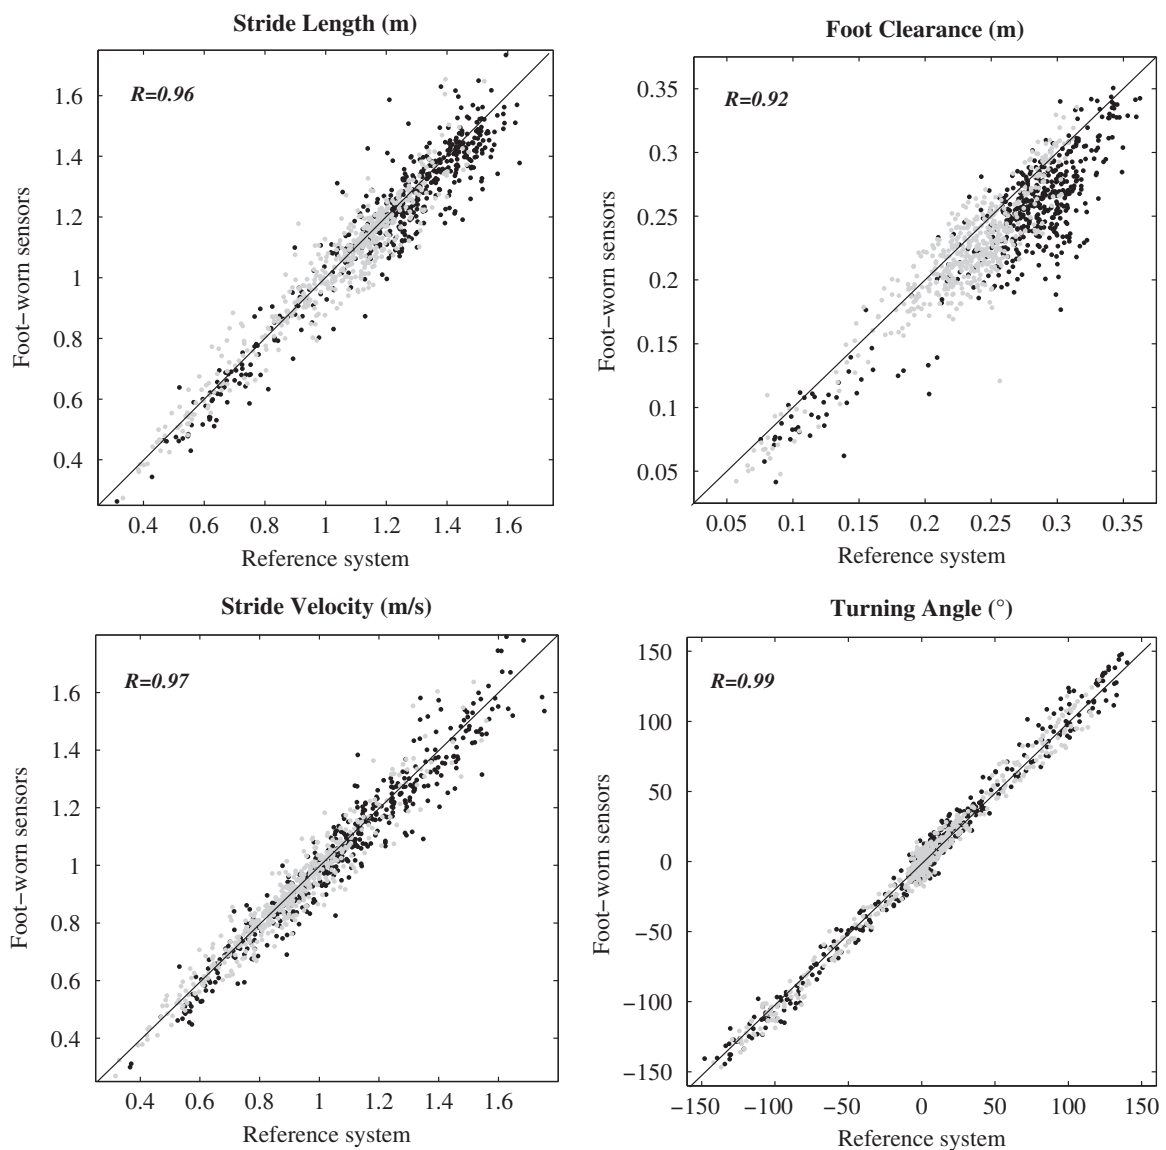 Stride Length (m)
R=0.96
1.6
1.4
1.2
1
0.8
0.6
0.4
0.4 0.6 0.8 1 1.2 1.4 1.6
Foot-worn sensors
Reference system
Foot Clearance (m)
R=0.92
0.35
0.3
0.25
0.2
0.15
0.1
0.05
0.05 0.1 0.15 0.2 0.25 0.3 0.35
Foot-worn sensors
Reference system
Stride Velocity (m/s)
R=0.97
1.6
1.4
1.2
1
0.8
0.6
0.4
0.4 0.6 0.8 1 1.2 1.4 1.6
Foot-worn sensors
Reference system
Turning Angle (°)
R=0.99
150
100
50
0
−50
−100
−150
−150 −100 −50 0 50 100 150
Foot-worn sensors
Reference system